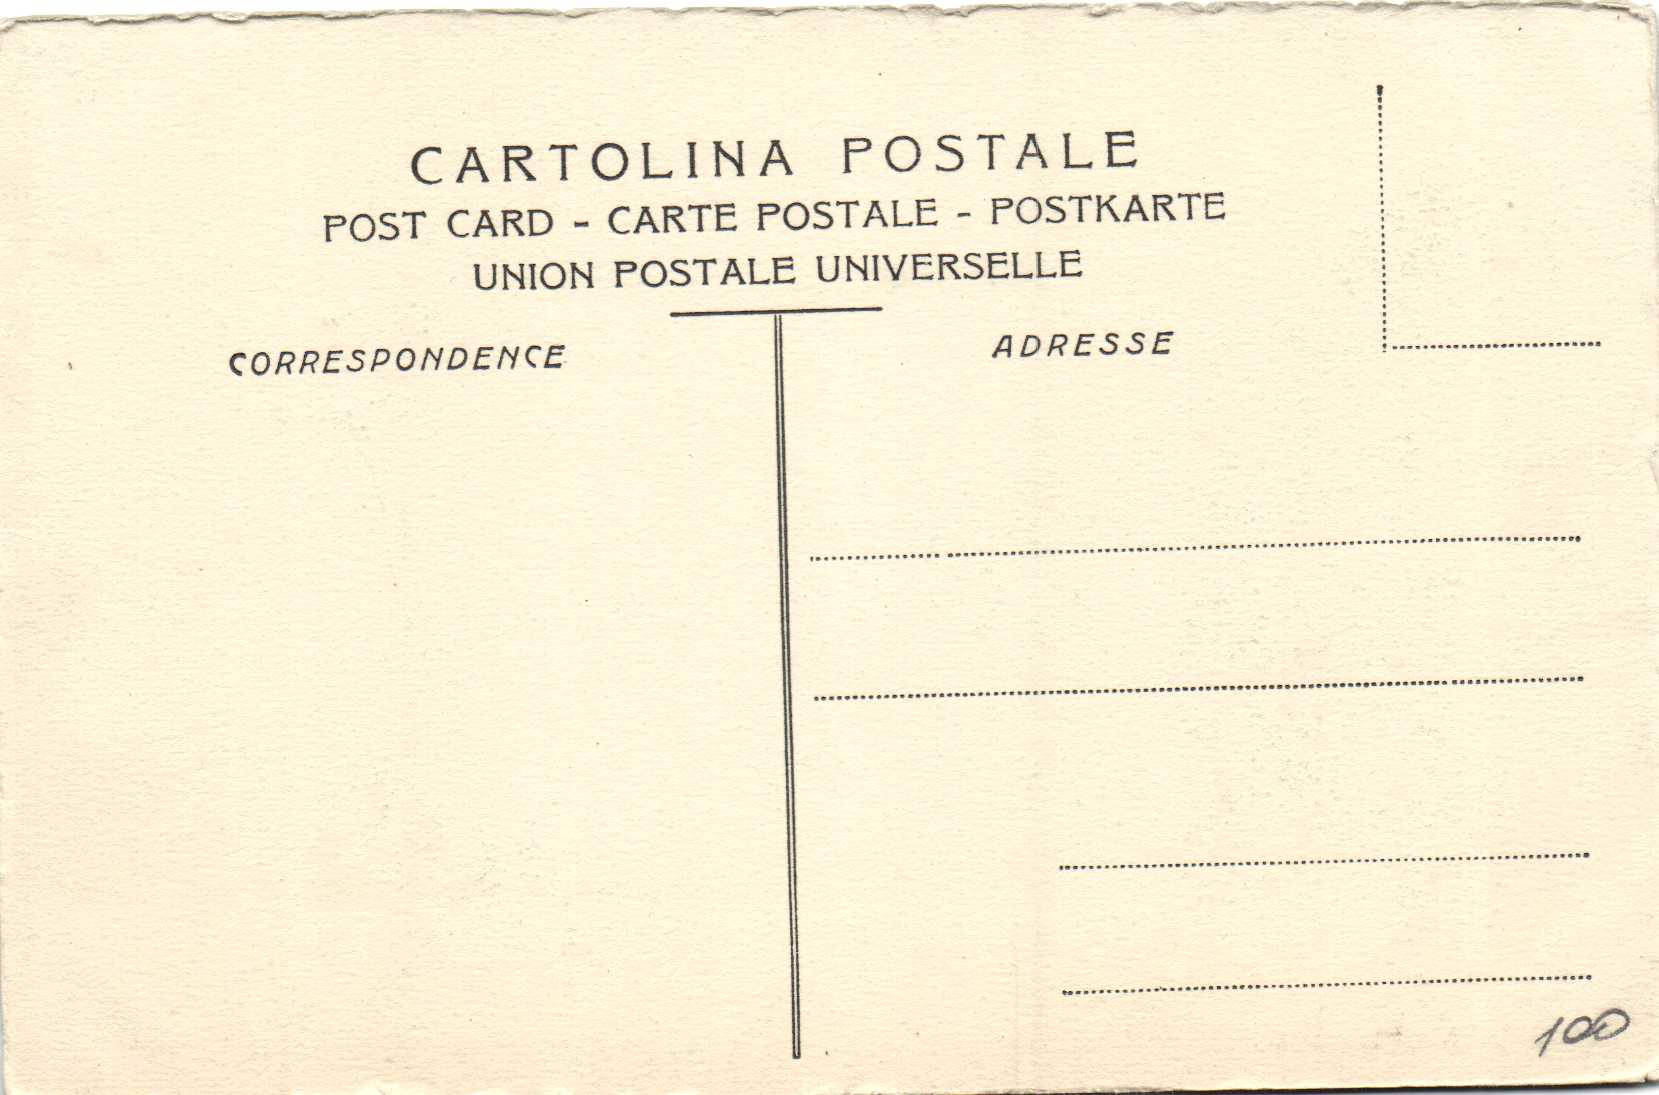 CARTOLINA POSTALE
POST CARD - CARTE POSTALE - POSTKARTE
UNION POSTALE UNIVERSELLE
CORRESPONDENCE
ADRESSE
100